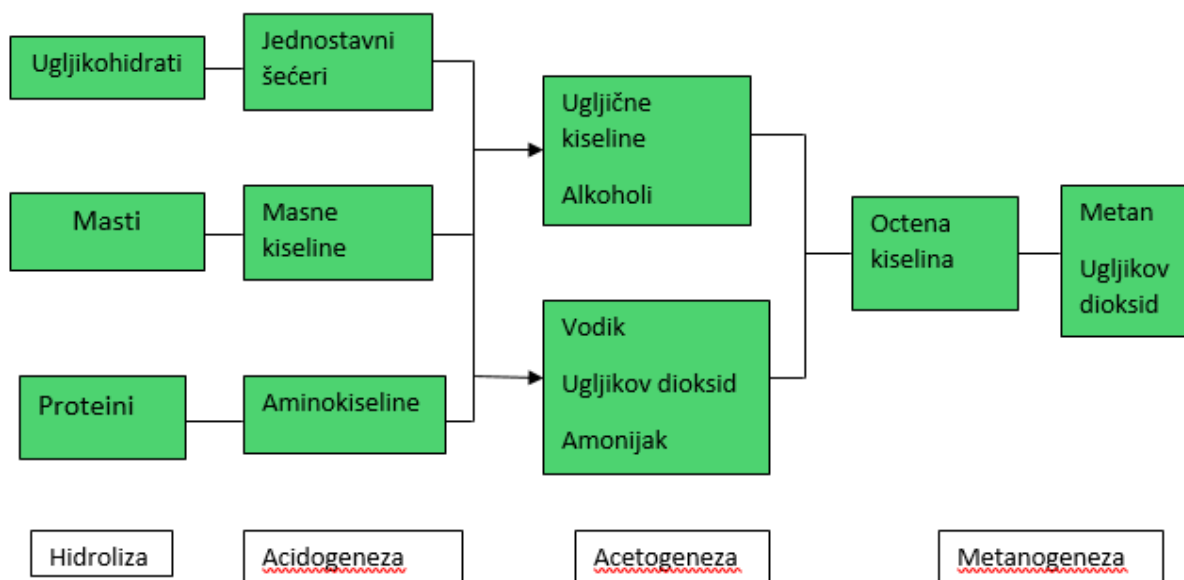 Ugljikohidrati
Jednostavni
šećeri
Masti
Masne
kiseline
Proteini
Aminokiseline
Ugljične
kiseline
Alkoholi
Vodik
Ugljikov dioksid
Amonijak
Octena
kiselina
Metan
Ugljikov
dioksid
Hidroliza
Acidogeneza
Acetogeneza
Metanogeneza